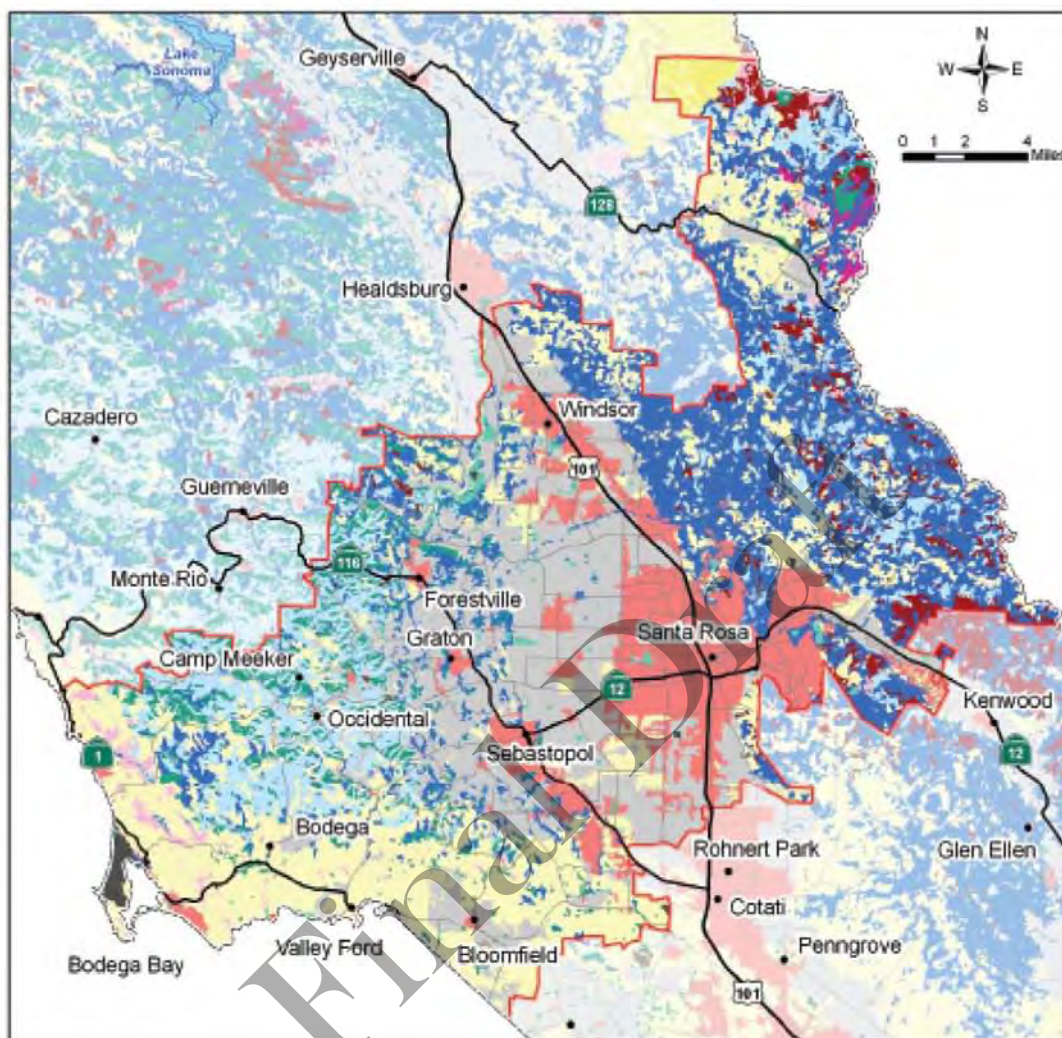 Lake
Sonoma
Geyserville
N
W E
S
0 1 2 4
Miles
128
Healdsburg
Cazadero
Windsor
101
Guerneville
116
Monte Rio
Forestville
Graton
Santa Rosa
Camp Meeker
12
Kenwood
Occidental
Sebastopol
12
1
Bodega
Rohnert Park
Glen Ellen
Cotati
Valley Ford
Bloomfield
Penngrove
Bodega Bay
101
Final Draft